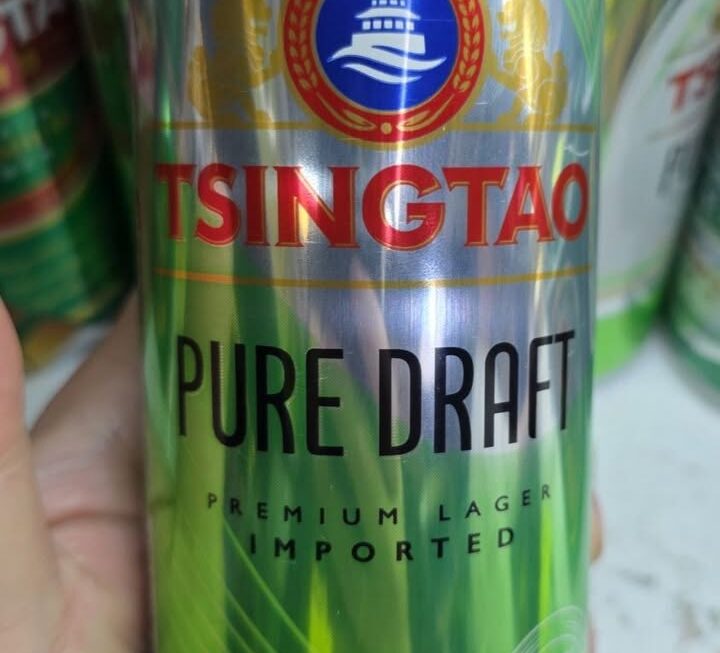 TSINGTAO
PURE DRAFT
PREMIUM LAGER
IMPORTED